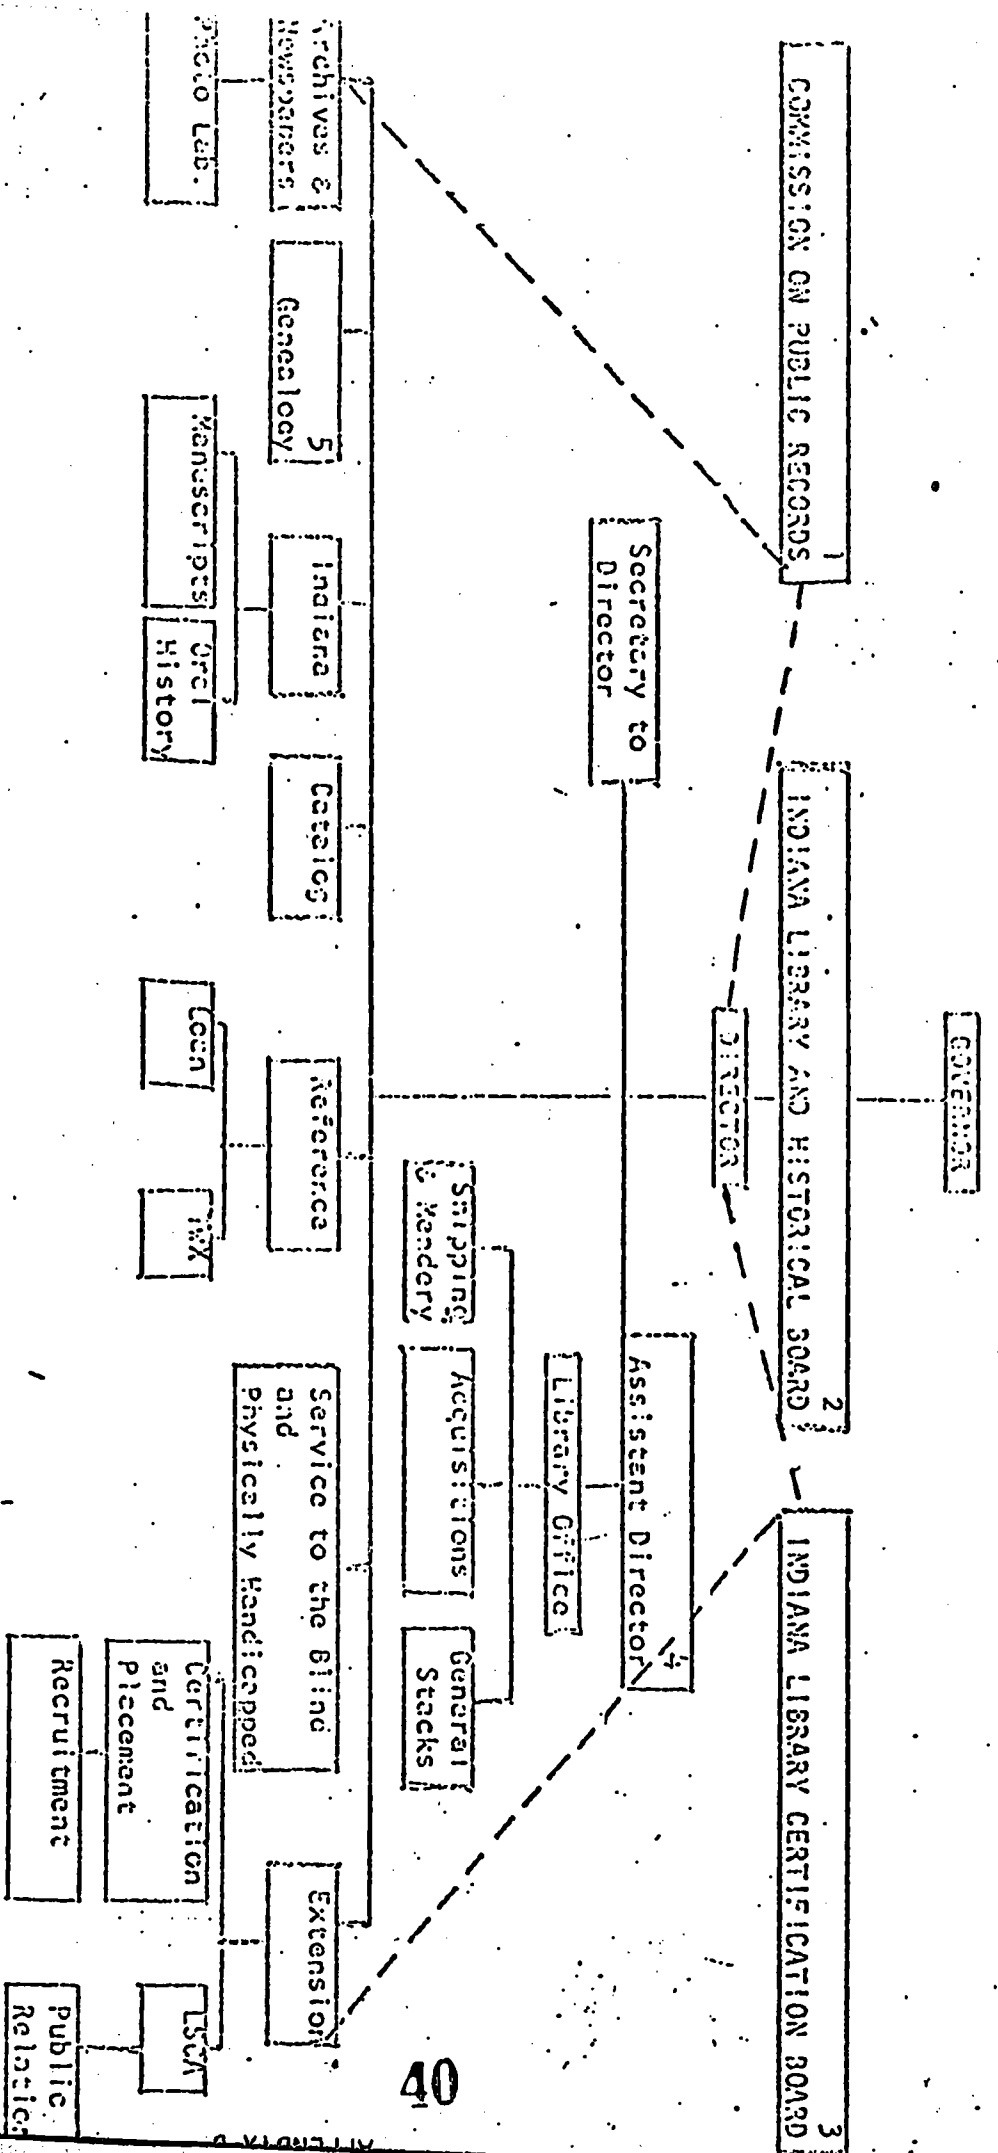 GOVERNOR
COMMISSION ON PUBLIC RECORDS 1
INDIANA LIBRARY AND HISTORICAL BOARD 2
INDIANA LIBRARY CERTIFICATION BOARD 3
DIRECTOR
Secretary to
Director
Assistant Director 4
Library Office
Shipping
& Mendery
Acquisitions
General
Stacks
Archives &
Newspapers
Genealogy 5
Indiana
Catalog
Reference
Service to the Blind
and
Physically Handicapped
Extension
Photo Lab.
Manuscripts
Oral
History
Loan
TWX
Certification
and
Placement
LSCA
Recruitment
Public
40